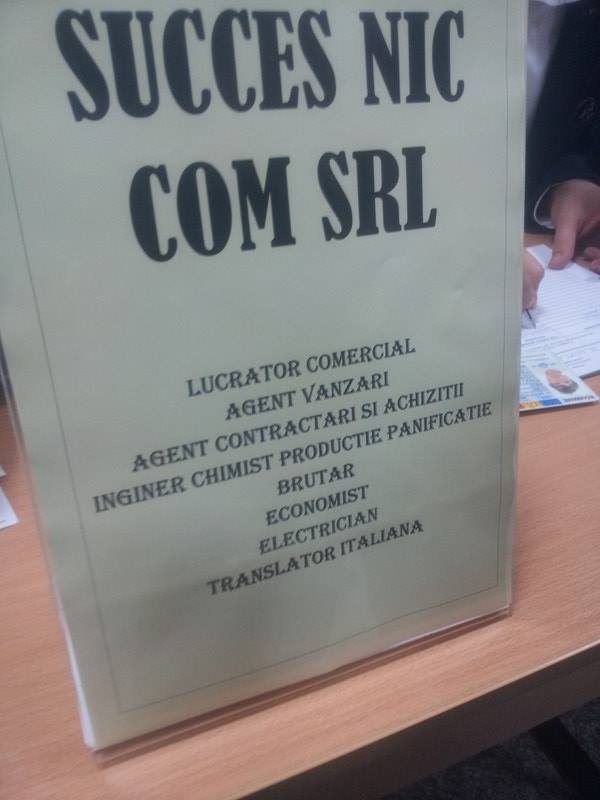 SUCCES NIC
COM SRL
LUCRATOR COMERCIAL
AGENT VANZARI
AGENT CONTRACTARI SI ACHIZITII
INGINER CHIMIST PRODUCTIE PANIFICATIE
BRUTAR
ECONOMIST
ELECTRICIAN
TRANSLATOR ITALIANA